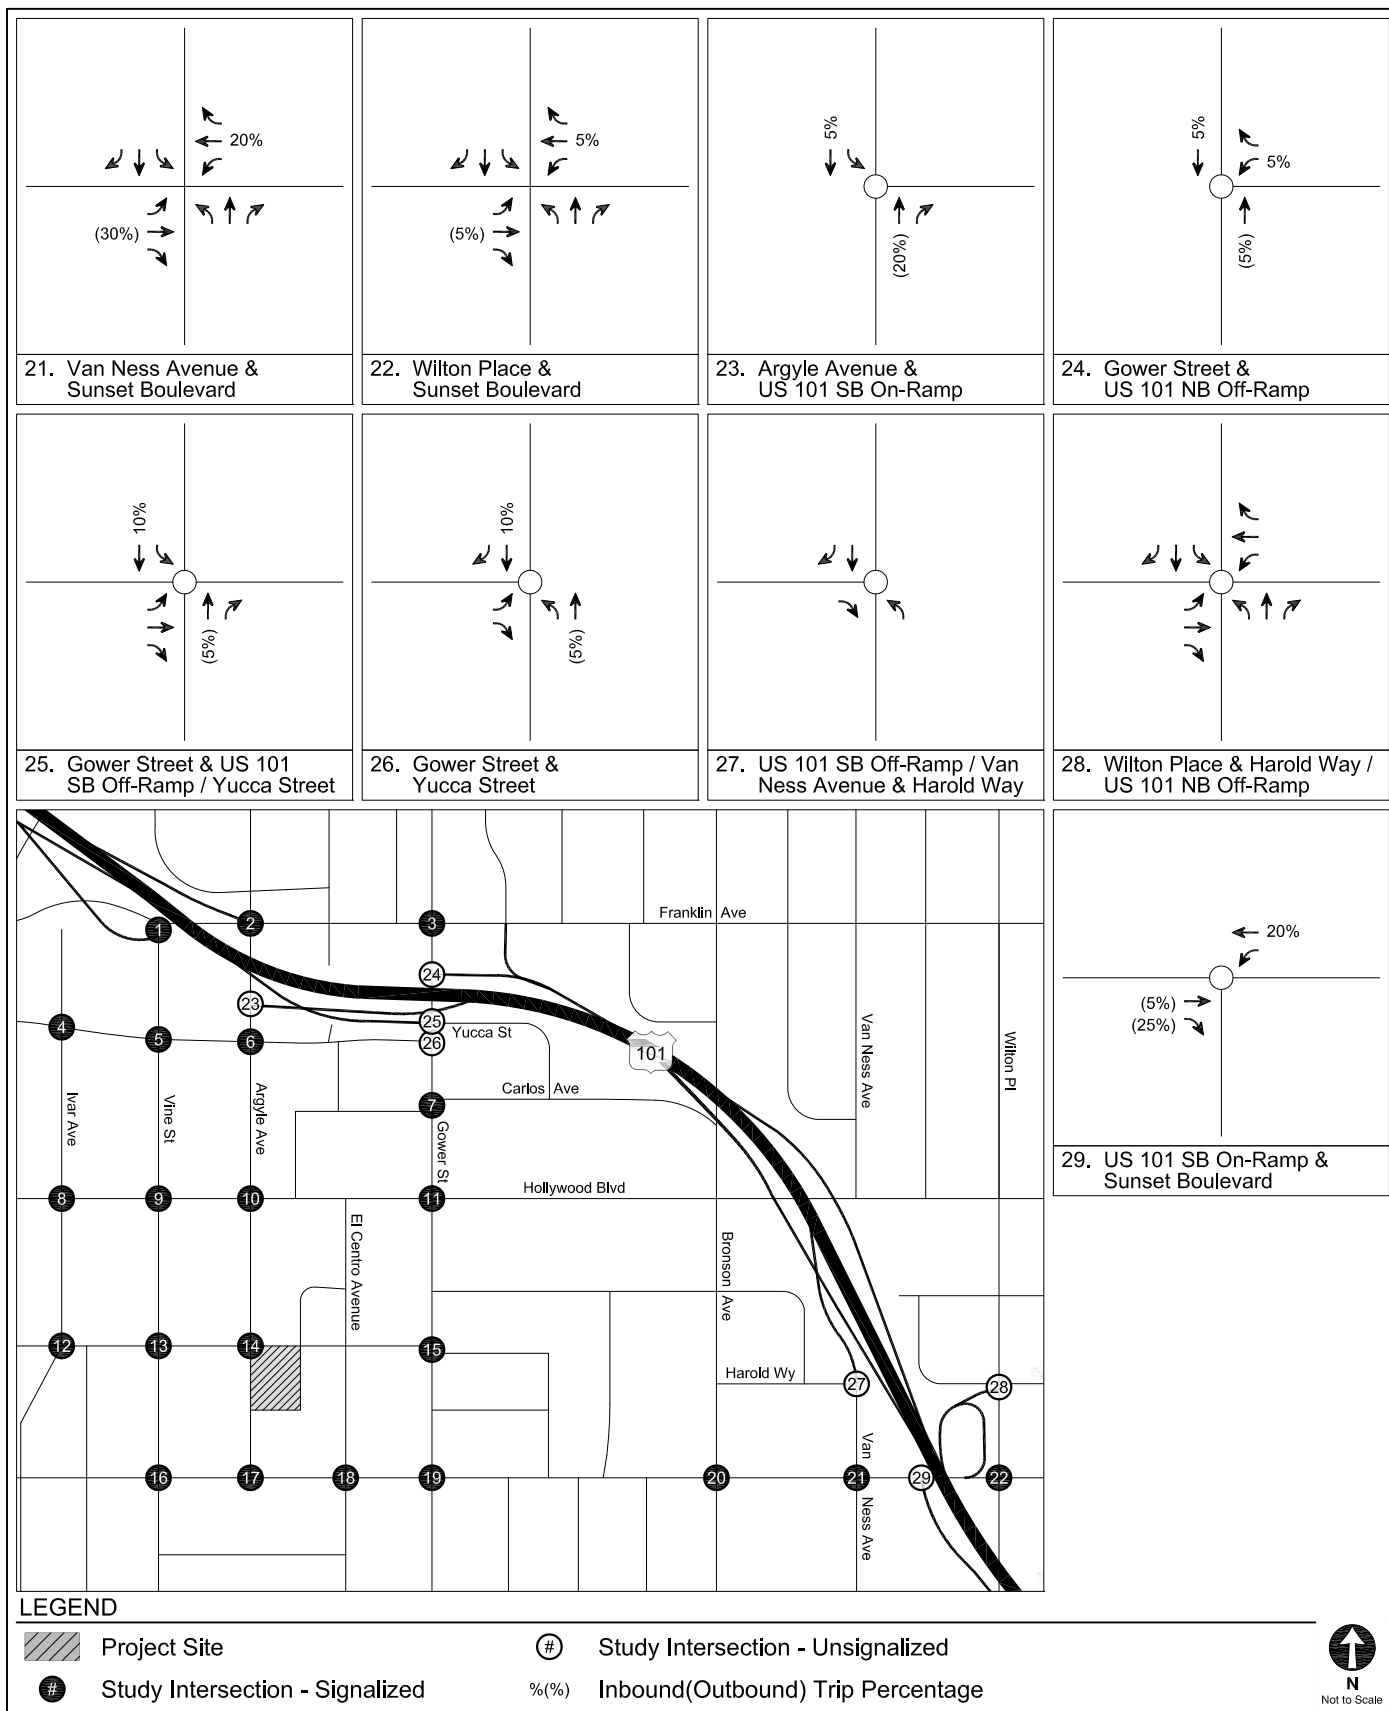 20%
(30%)
21. Van Ness Avenue &
Sunset Boulevard
5%
(5%)
22. Wilton Place &
Sunset Boulevard
5%
(20%)
23. Argyle Avenue &
US 101 SB On-Ramp
5%
5%
(5%)
24. Gower Street &
US 101 NB Off-Ramp
10%
(5%)
25. Gower Street & US 101
SB Off-Ramp / Yucca Street
10%
(5%)
26. Gower Street &
Yucca Street
27. US 101 SB Off-Ramp / Van
Ness Avenue & Harold Way
28. Wilton Place & Harold Way /
US 101 NB Off-Ramp
20%
(5%)
(25%)
29. US 101 SB On-Ramp &
Sunset Boulevard
Franklin Ave
1
2
3
24
23
25
Yucca St
26
4
5
6
101
Van Ness Ave
Wilton Pl
Carlos Ave
Ivar Ave
Vine St
Argyle Ave
7
Gower St
Hollywood Blvd
8
9
10
11
El Centro Avenue
Bronson Ave
12
13
14
15
Harold Wy
27
28
16
17
18
19
20
21
29
22
Van Ness Ave
LEGEND
Project Site
# Study Intersection - Unsignalized
# Study Intersection - Signalized
%(%) Inbound(Outbound) Trip Percentage
N
Not to Scale